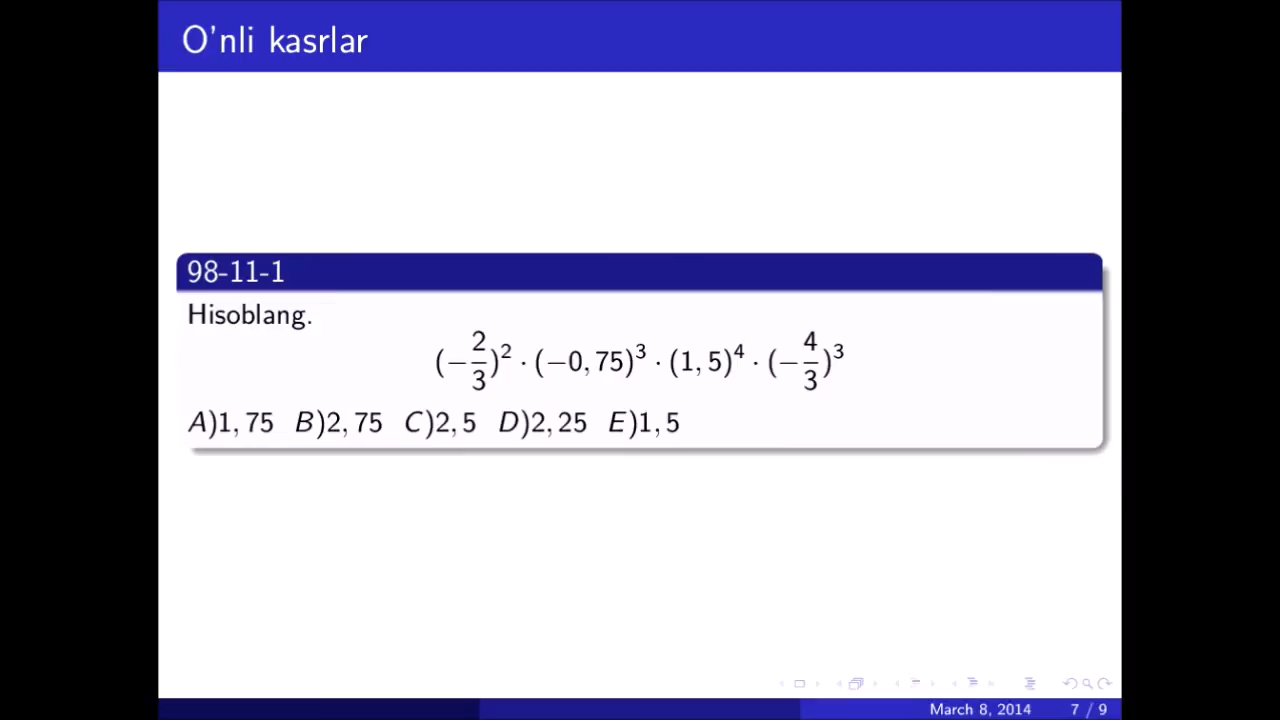 O'nli kasrlar
98-11-1
Hisoblang.
(−2/3)² · (−0, 75)³ · (1, 5)⁴ · (−4/3)³
A)1, 75 B)2, 75 C)2, 5 D)2, 25 E)1, 5
March 8, 2014 7 / 9